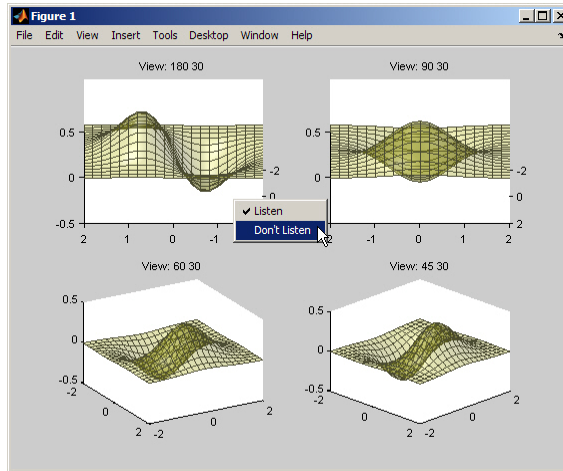 Figure 1
File Edit View Insert Tools Desktop Window Help
View: 180 30
0.5
0
-0.5
2 1 0 -1
-2
0
View: 90 30
0.5
0
-0.5
-2 -1 0 1 2
-2
0
2
Listen
Don't Listen
View: 60 30
0.5
0
-0.5
-2
0
2
-2
0
2
View: 45 30
0.5
0
-0.5
-2
0
2
-2
0
2